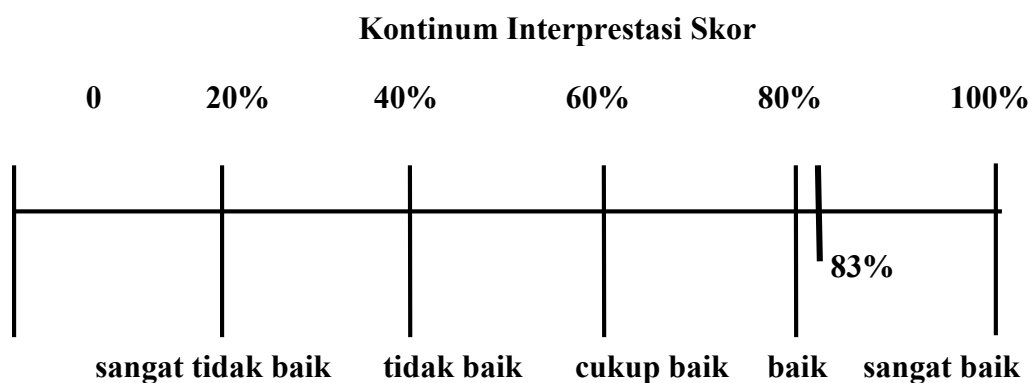 Kontinum Interprestasi Skor
0 20% 40% 60% 80% 100%
83%
sangat tidak baik tidak baik cukup baik baik sangat baik